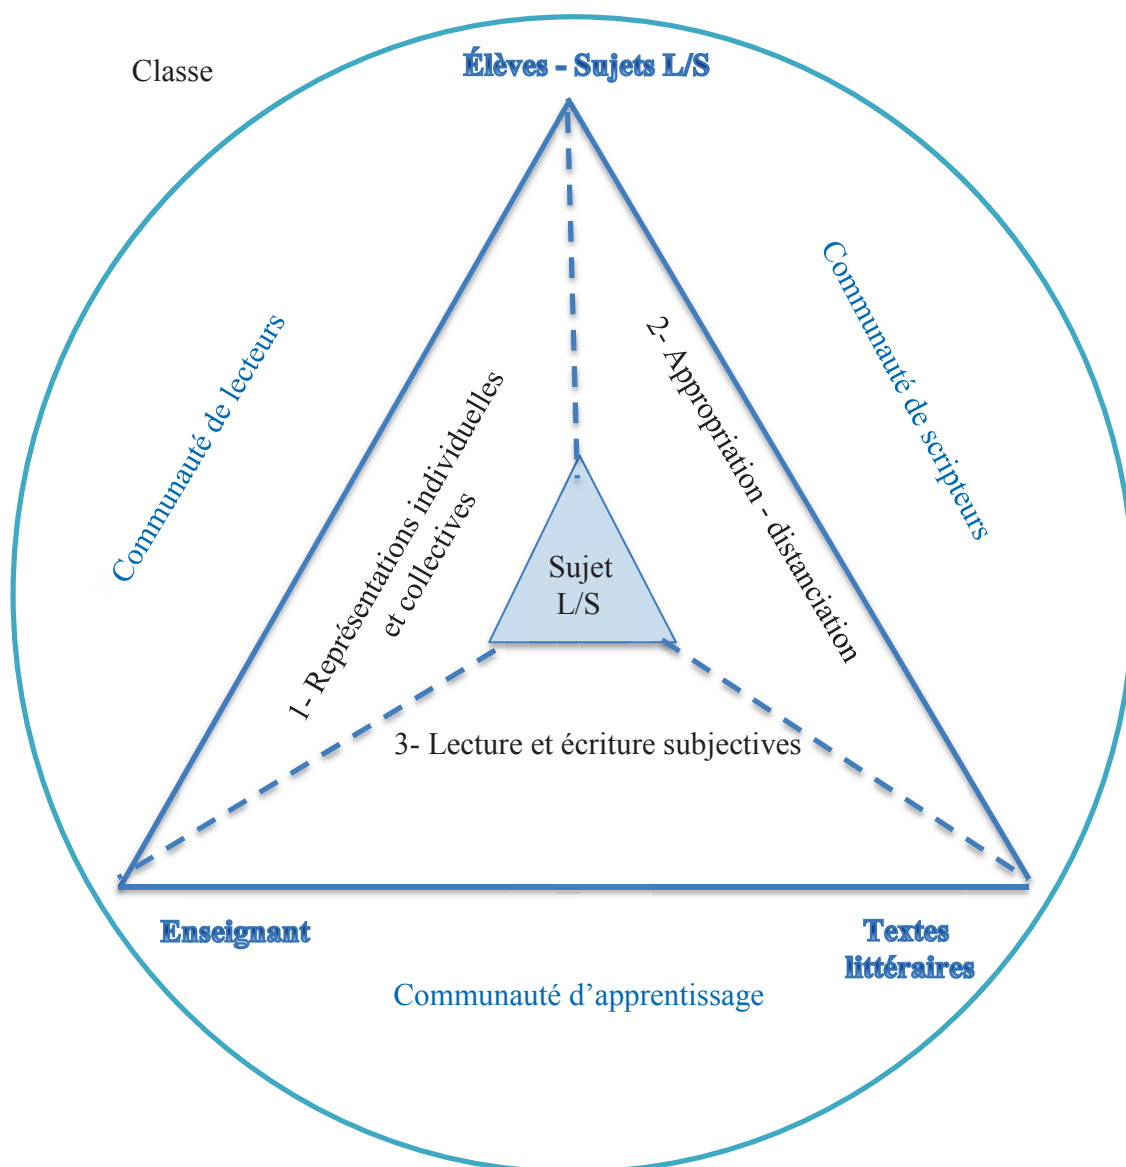 Classe
Élèves - Sujets L/S
Communauté de lecteurs
Communauté de scripteurs
1- Représentations individuelles
et collectives
2- Appropriation - distanciation
Sujet
L/S
3- Lecture et écriture subjectives
Enseignant
Textes
littéraires
Communauté d’apprentissage